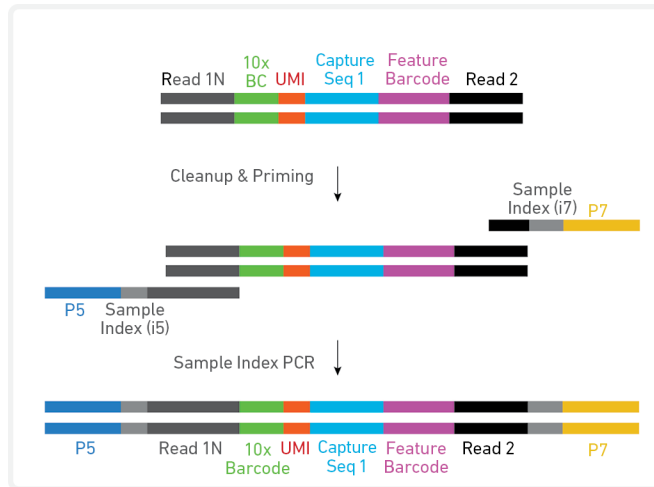 Read 1N
10x
BC
UMI
Capture
Seq 1
Feature
Barcode
Read 2
Cleanup & Priming
Sample
Index (i7)
P7
P5
Sample
Index (i5)
Sample Index PCR
P5
Read 1N
10x
Barcode
UMI
Capture
Seq 1
Feature
Barcode
Read 2
P7